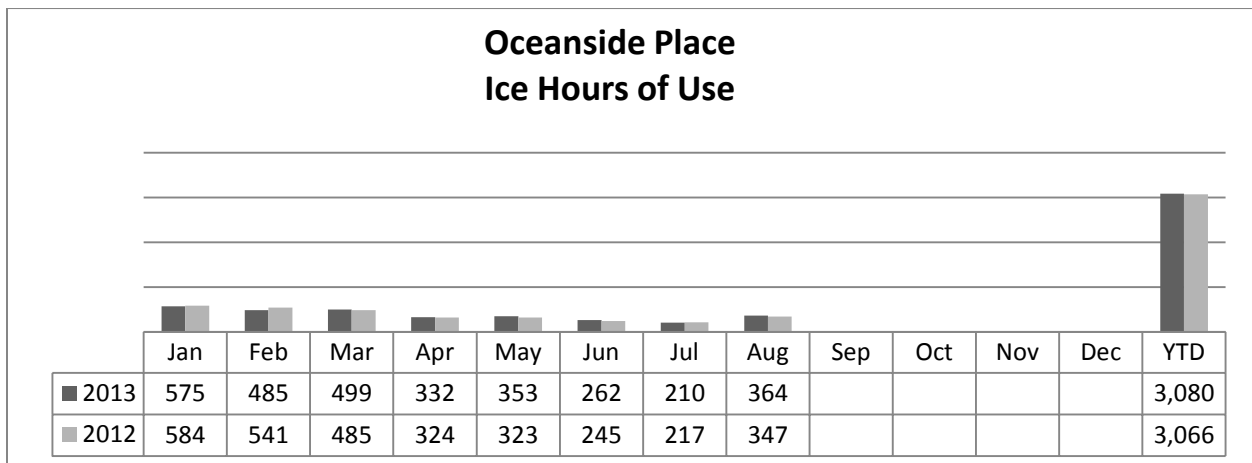 Oceanside Place
Ice Hours of Use
Jan Feb Mar Apr May Jun Jul Aug Sep Oct Nov Dec YTD
2013 575 485 499 332 353 262 210 364 3,080
2012 584 541 485 324 323 245 217 347 3,066